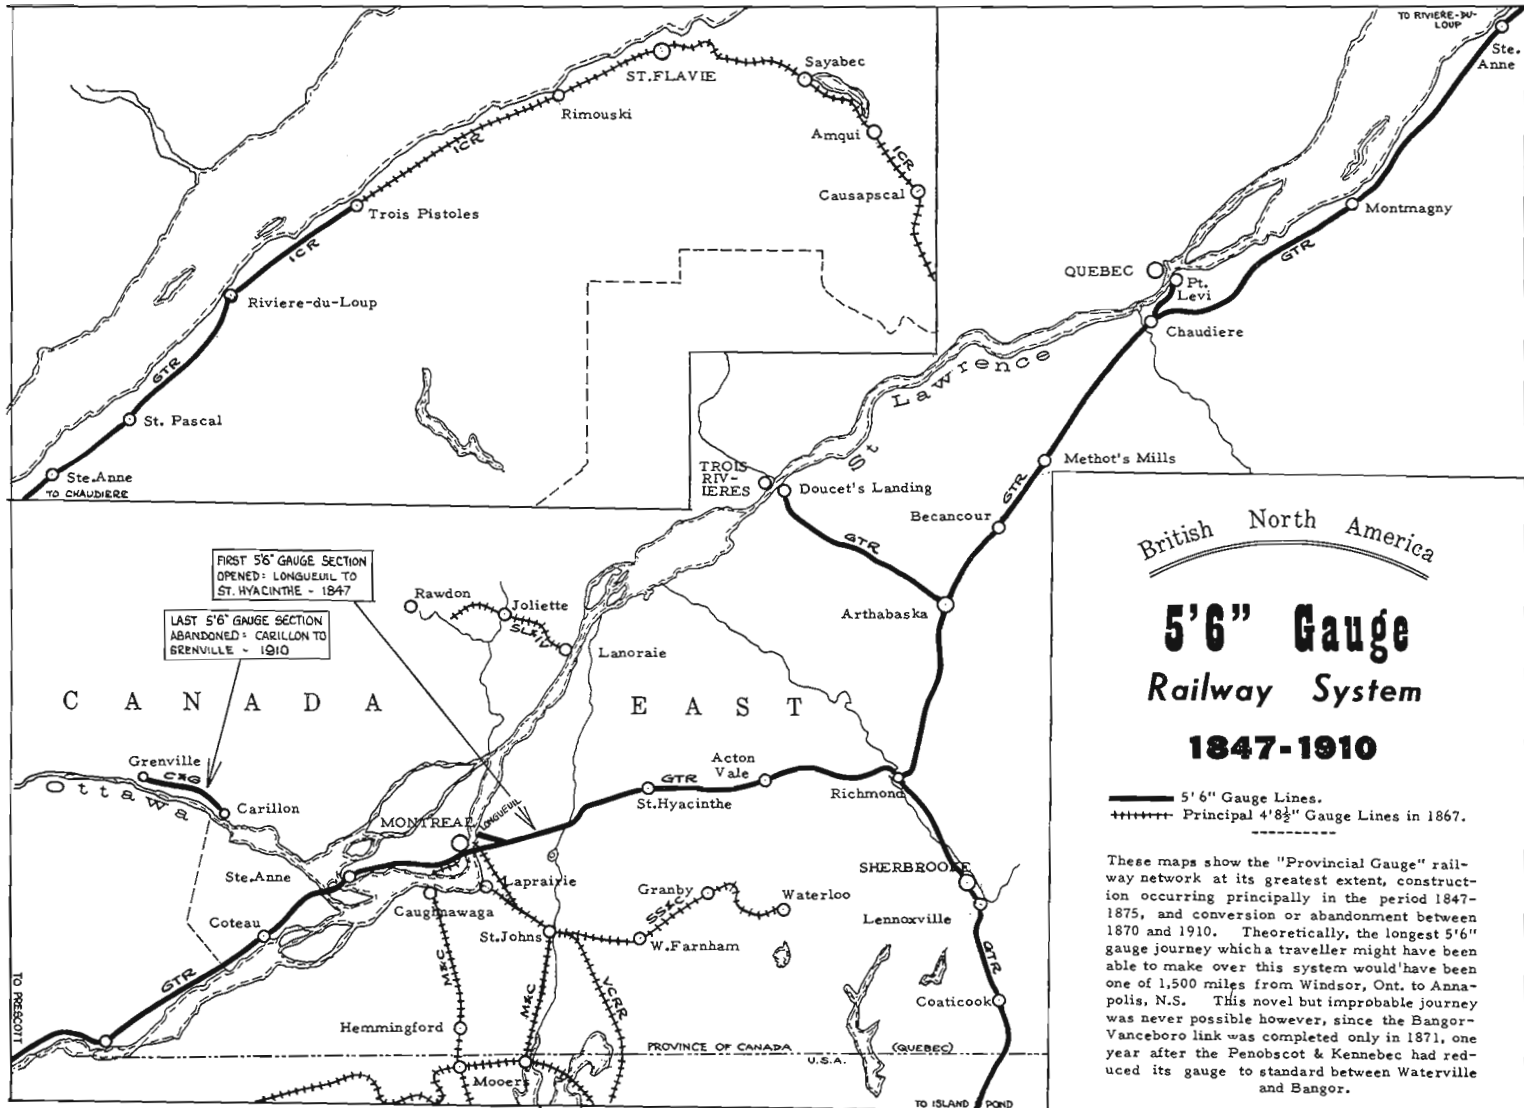 TO RIVIERE-DU-
LOUP
Ste.
Anne
Sayabec
ST.FLAVIE
Rimouski
ICR
Amqui
ICR
Causapscal
Trois Pistoles
ICR
Riviere-du-Loup
GTR
St. Pascal
Ste.Anne
TO CHAUDIERE
Montmagny
GTR
QUEBEC
Pt.
Levi
Chaudiere
St Lawrence
Methot's Mills
GTR
TROIS
RIV-
IERES
Doucet's Landing
Becancour
GTR
Arthabaska
FIRST 5'6" GAUGE SECTION
OPENED: LONGUEUIL TO
ST. HYACINTHE - 1847
LAST 5'6" GAUGE SECTION
ABANDONED: CARILLON TO
GRENVILLE - 1910
Rawdon
Joliette
Lanoraie
CANADA EAST
Grenville
C&G
Ottawa
Carillon
MONTREAL
LONGUEUIL
GTR
St.Hyacinthe
Acton
Vale
Richmond
Ste.Anne
Laprairie
Caughnawaga
Coteau
St.Johns
Granby
SS&C
Waterloo
W.Farnham
SHERBROOKE
Lennoxville
GTR
GTR
M&C
VCRR
Coaticook
Hemmingford
Mooers
TO PRESCOTT
PROVINCE OF CANADA (QUEBEC)
U.S.A.
TO ISLAND POND
British North America
5'6" Gauge
Railway System
1847-1910
5'6" Gauge Lines.
Principal 4'8½" Gauge Lines in 1867.
These maps show the "Provincial Gauge" rail-
way network at its greatest extent, construct-
ion occurring principally in the period 1847-
1875, and conversion or abandonment between
1870 and 1910. Theoretically, the longest 5'6"
gauge journey which a traveller might have been
able to make over this system would have been
one of 1,500 miles from Windsor, Ont. to Anna-
polis, N.S. This novel but improbable journey
was never possible however, since the Bangor-
Vanceboro link was completed only in 1871, one
year after the Penobscot & Kennebec had red-
uced its gauge to standard between Waterville
and Bangor.